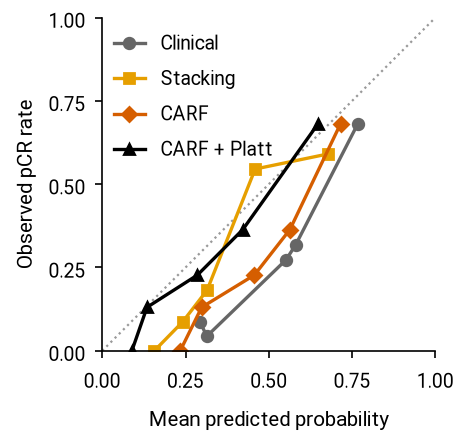 1.00
0.75
0.50
0.25
0.00
Observed pCR rate
Clinical
Stacking
CARF
CARF + Platt
0.00 0.25 0.50 0.75 1.00
Mean predicted probability